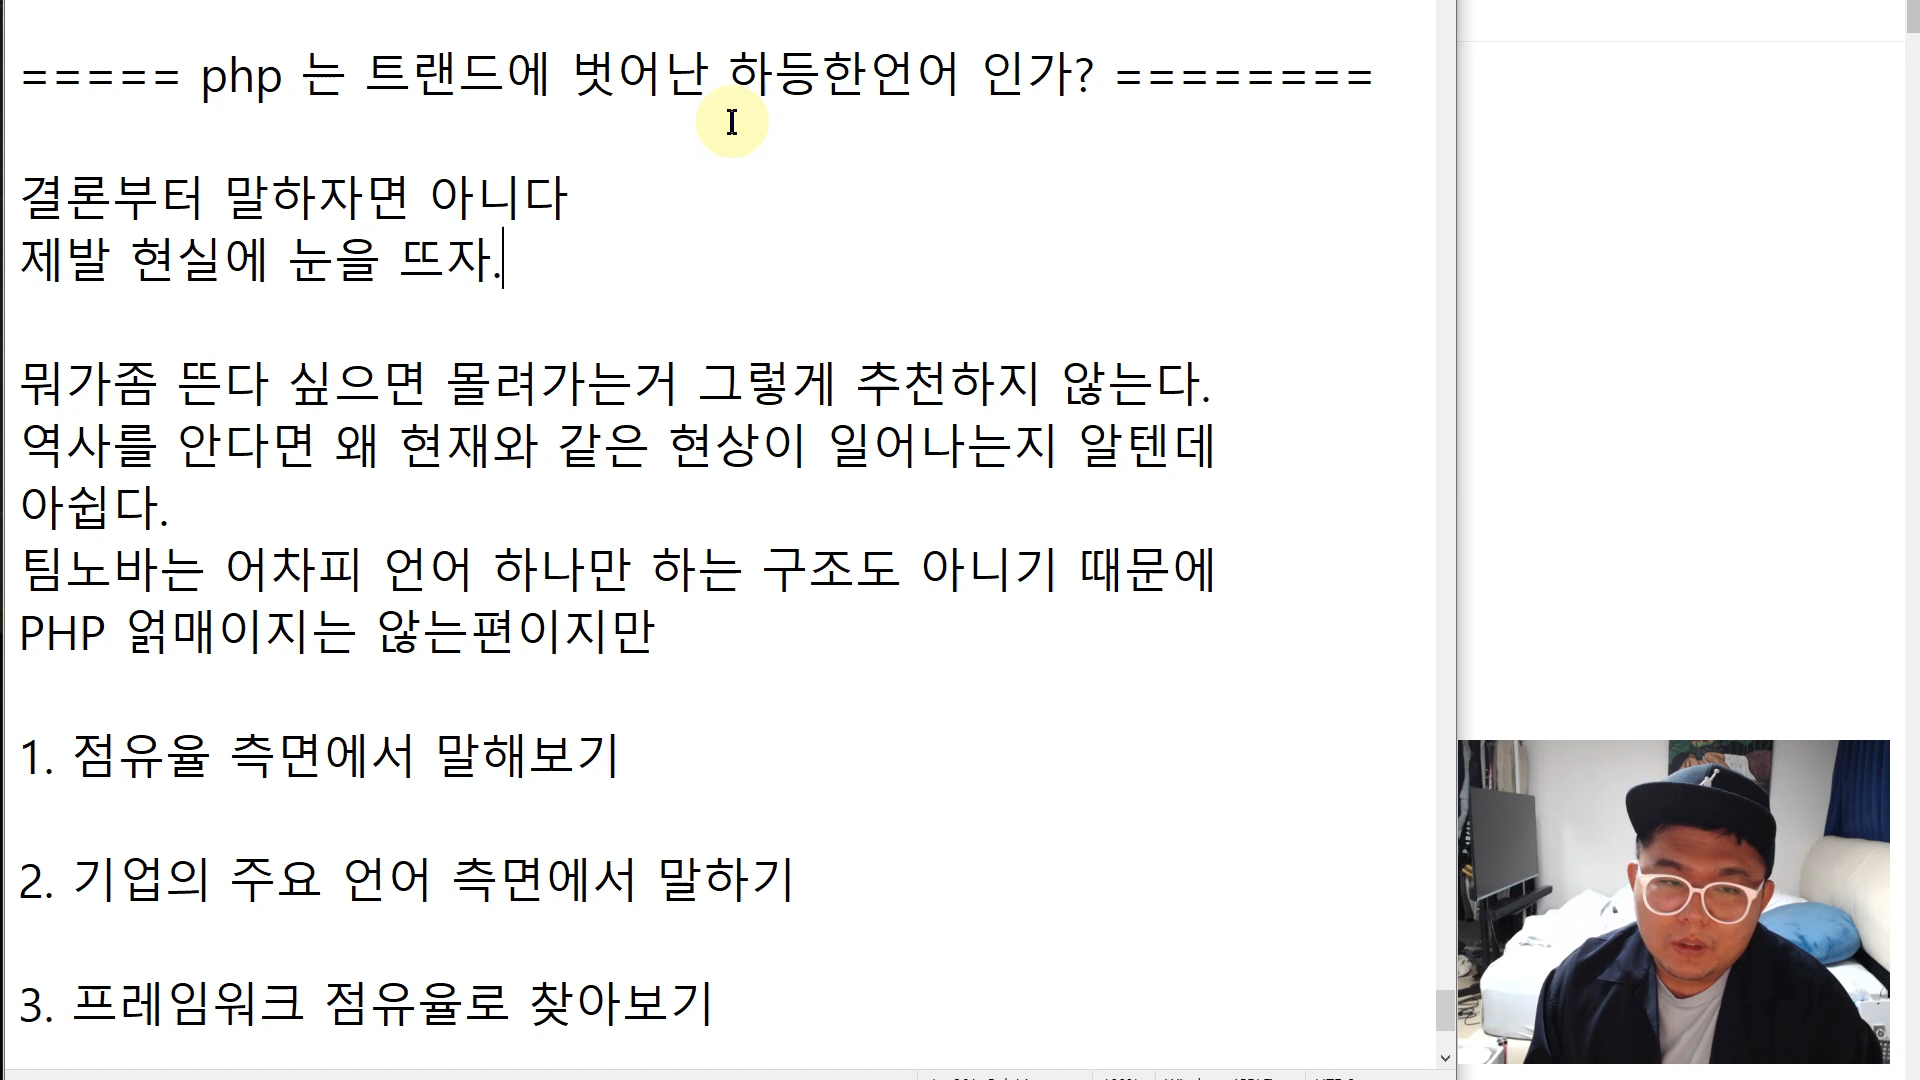 ===== php 는 트랜드에 벗어난 하등한언어 인가? ========
결론부터 말하자면 아니다
제발 현실에 눈을 뜨자.
뭐가좀 뜬다 싶으면 몰려가는거 그렇게 추천하지 않는다.
역사를 안다면 왜 현재와 같은 현상이 일어나는지 알텐데
아쉽다.
팀노바는 어차피 언어 하나만 하는 구조도 아니기 때문에
PHP 얽매이지는 않는편이지만
1. 점유율 측면에서 말해보기
2. 기업의 주요 언어 측면에서 말하기
3. 프레임워크 점유율로 찾아보기